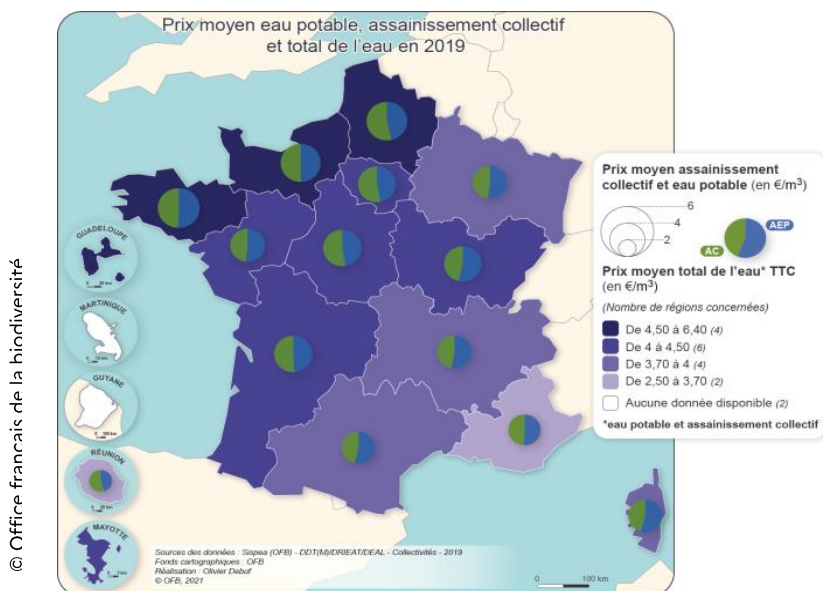 Prix moyen eau potable, assainissement collectif
et total de l'eau en 2019
Prix moyen assainissement
collectif et eau potable (en €/m³)
6
4
2
AEP
AC
Prix moyen total de l'eau* TTC
(en €/m³)
(Nombre de régions concernées)
De 4,50 à 6,40 (4)
De 4 à 4,50 (6)
De 3,70 à 4 (4)
De 2,50 à 3,70 (2)
Aucune donnée disponible (2)
*eau potable et assainissement collectif
GUADELOUPE
MARTINIQUE
GUYANE
RÉUNION
MAYOTTE
© Office français de la biodiversité
Sources des données : Sispea (OFB) - DDT(M)/DRIEAT/DEAL - Collectivités - 2019
Fonds cartographiques : OFB
Réalisation : Olivier Debuf
© OFB, 2021
0 100 km